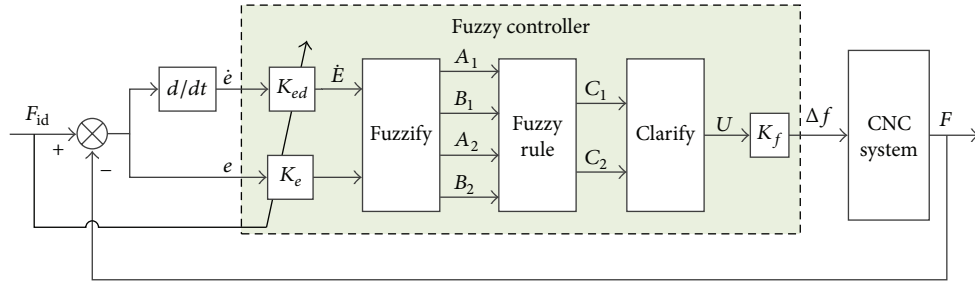 Fuzzy controller
F_id
+
−
d/dt
ė
e
K_ed
K_e
Ė
Fuzzify
A_1
B_1
A_2
B_2
Fuzzy
rule
C_1
C_2
Clarify
U
K_f
Δf
CNC
system
F